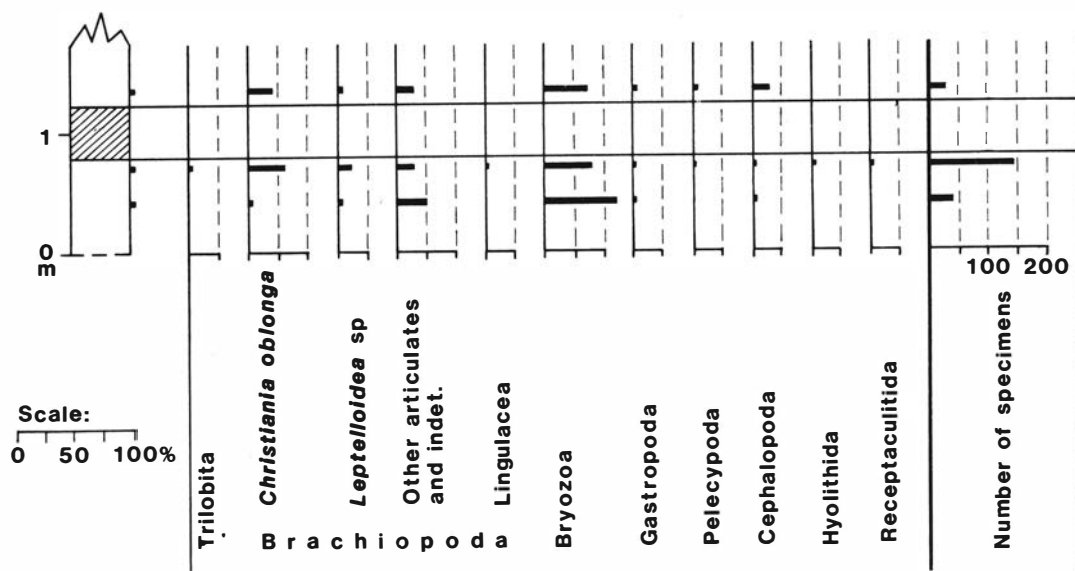 1
0
m
100 200
Scale:
0 50 100%
Trilobita
Christiania oblonga
Leptelloidea sp
Other articulates
and indet.
Lingulacea
Brachiopoda
Bryozoa
Gastropoda
Pelecypoda
Cephalopoda
Hyolithida
Receptaculitida
Number of specimens